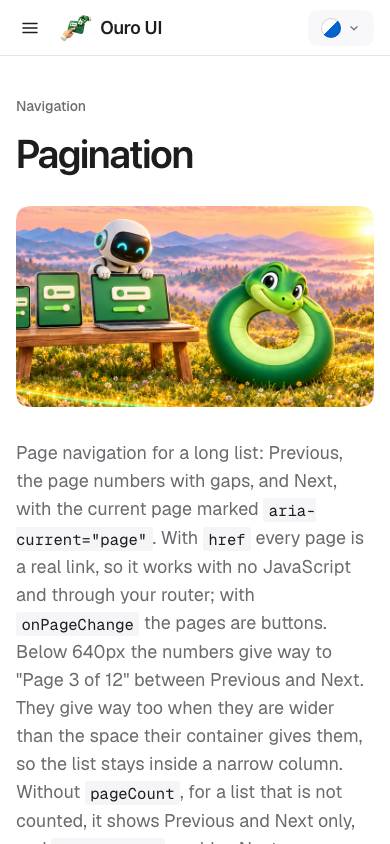 Ouro UI
Navigation
Pagination
Page navigation for a long list: Previous,
the page numbers with gaps, and Next,
with the current page marked aria-
current="page". With href every page is
a real link, so it works with no JavaScript
and through your router; with
onPageChange the pages are buttons.
Below 640px the numbers give way to
"Page 3 of 12" between Previous and Next.
They give way too when they are wider
than the space their container gives them,
so the list stays inside a narrow column.
Without pageCount, for a list that is not
counted, it shows Previous and Next only,